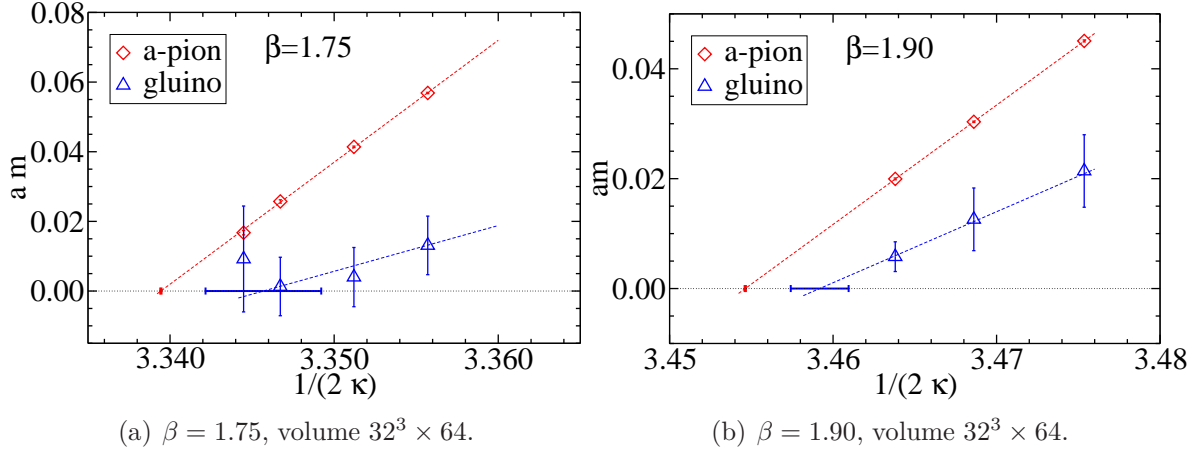 0.08
0.06
0.04
0.02
0.00
a m
a-pion
gluino
β=1.75
3.340
3.350
3.360
1/(2 κ)
(a) β = 1.75, volume 32³ × 64.
0.04
0.02
0.00
am
a-pion
gluino
β=1.90
3.45
3.46
3.47
3.48
1/(2 κ)
(b) β = 1.90, volume 32³ × 64.